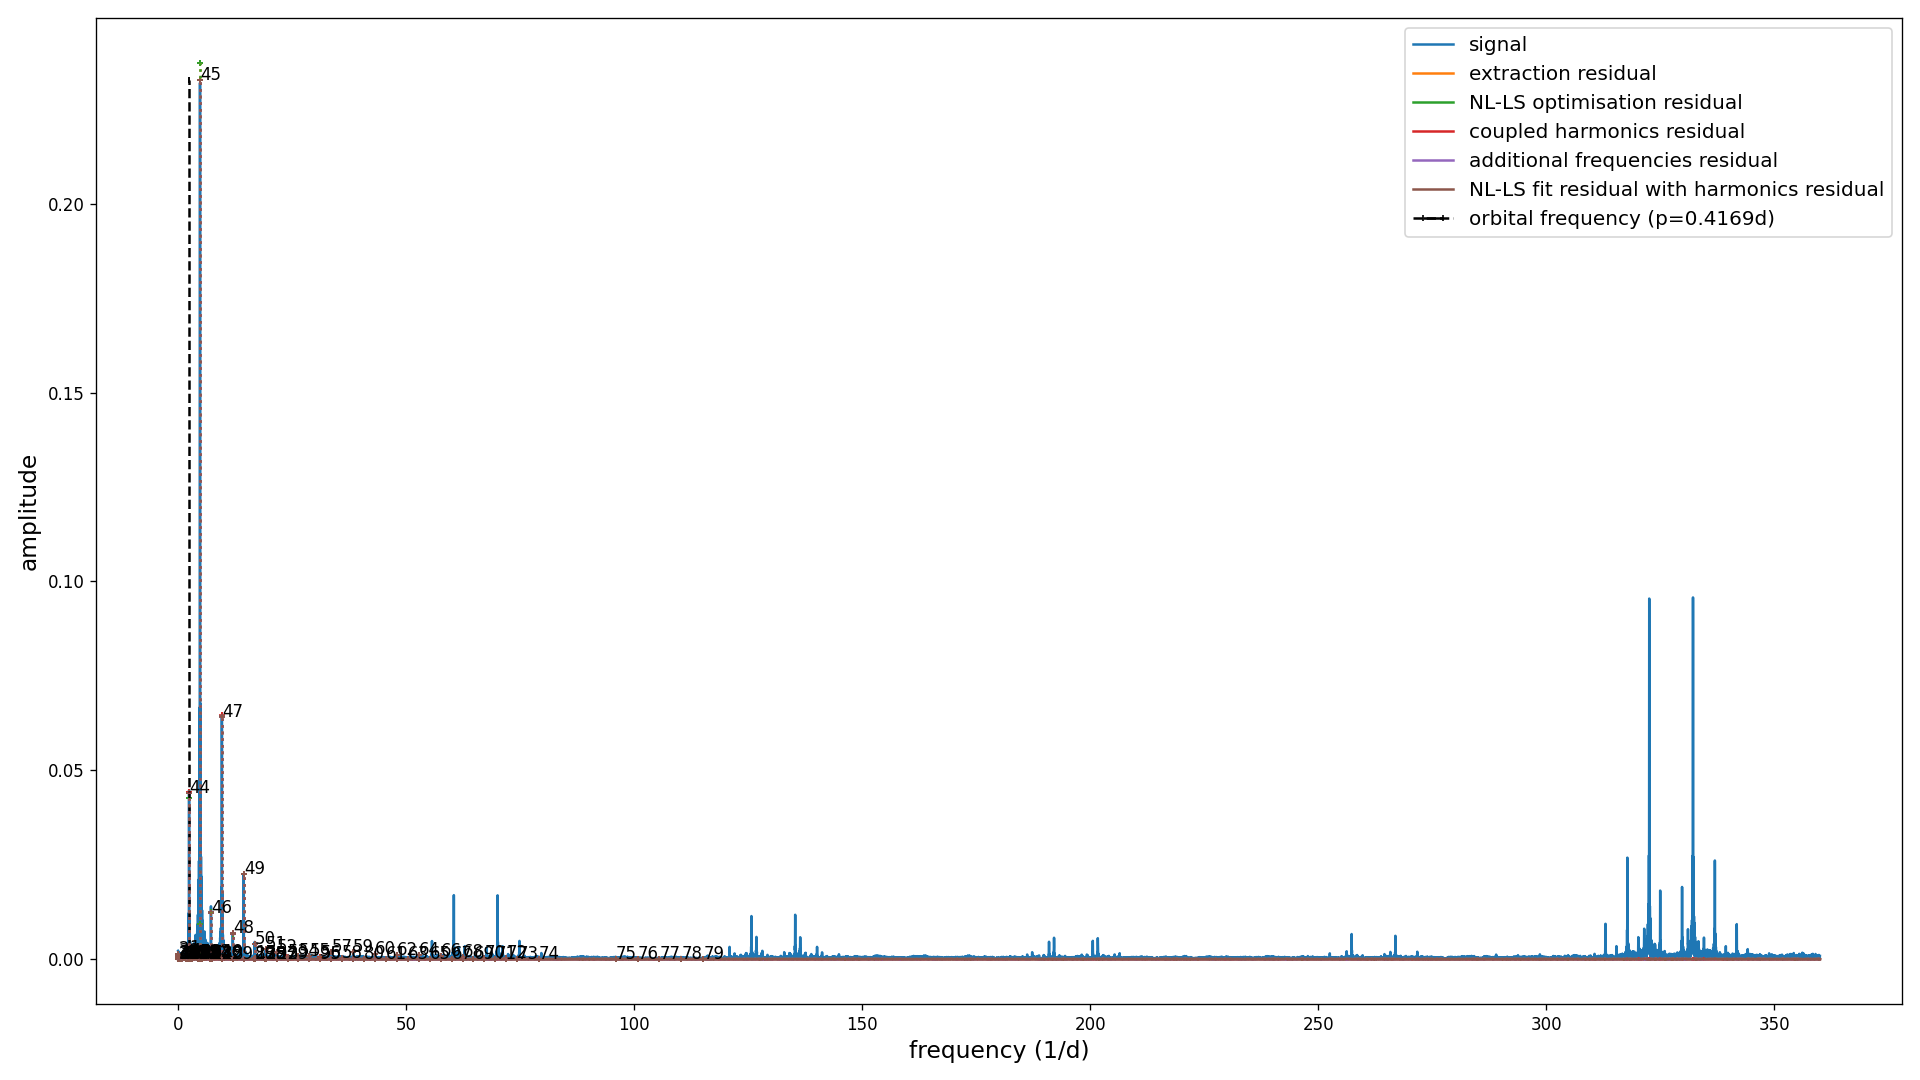 signal
extraction residual
NL-LS optimisation residual
coupled harmonics residual
additional frequencies residual
NL-LS fit residual with harmonics residual
orbital frequency (p=0.4169d)
amplitude
0.20
0.15
0.10
0.05
0.00
45
47
44
49
46
48
50
51
57 59 60 62
58
73 74
75 76 77 78 79
0 50 100 150 200 250 300 350
frequency (1/d)